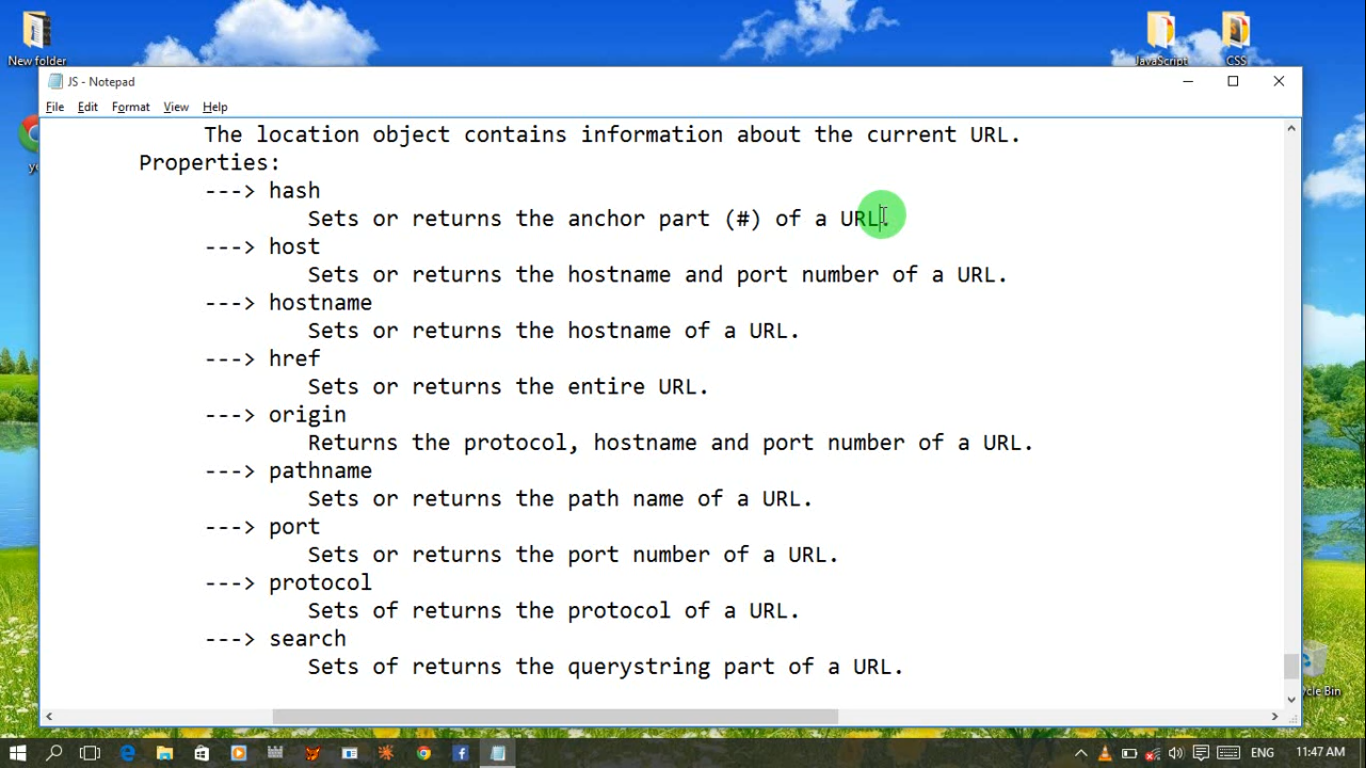 New folder
JavaScript
CSS
JS - Notepad
File Edit Format View Help
The location object contains information about the current URL.
Properties:
---> hash
Sets or returns the anchor part (#) of a URL.
---> host
Sets or returns the hostname and port number of a URL.
---> hostname
Sets or returns the hostname of a URL.
---> href
Sets or returns the entire URL.
---> origin
Returns the protocol, hostname and port number of a URL.
---> pathname
Sets or returns the path name of a URL.
---> port
Sets or returns the port number of a URL.
---> protocol
Sets of returns the protocol of a URL.
---> search
Sets of returns the querystring part of a URL.
cle Bin
ENG 11:47 AM